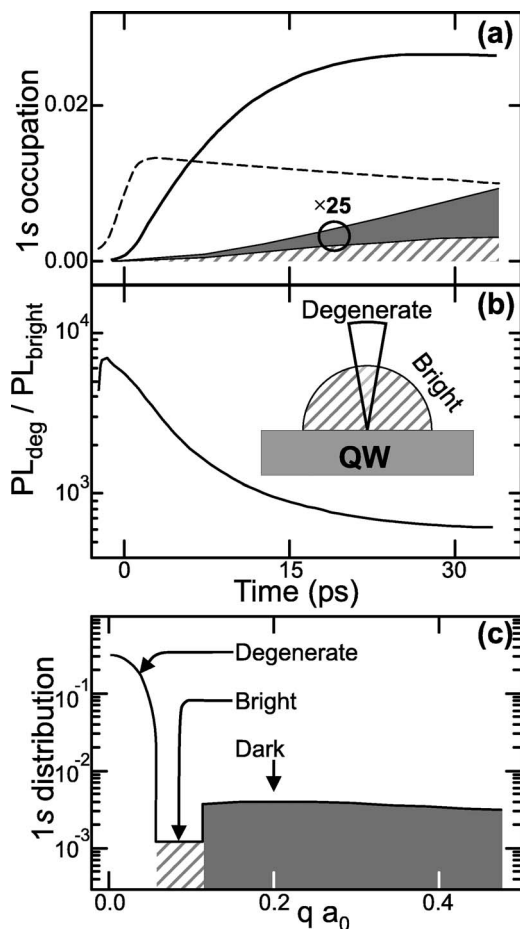 (a)
1s occupation
0.02
0.00
×25
(b)
PL_deg / PL_bright
10^4
10^3
Degenerate
Bright
QW
0
15
30
Time (ps)
(c)
1s distribution
10^-1
10^-2
10^-3
Degenerate
Bright
Dark
0.0
0.2
0.4
q a_0